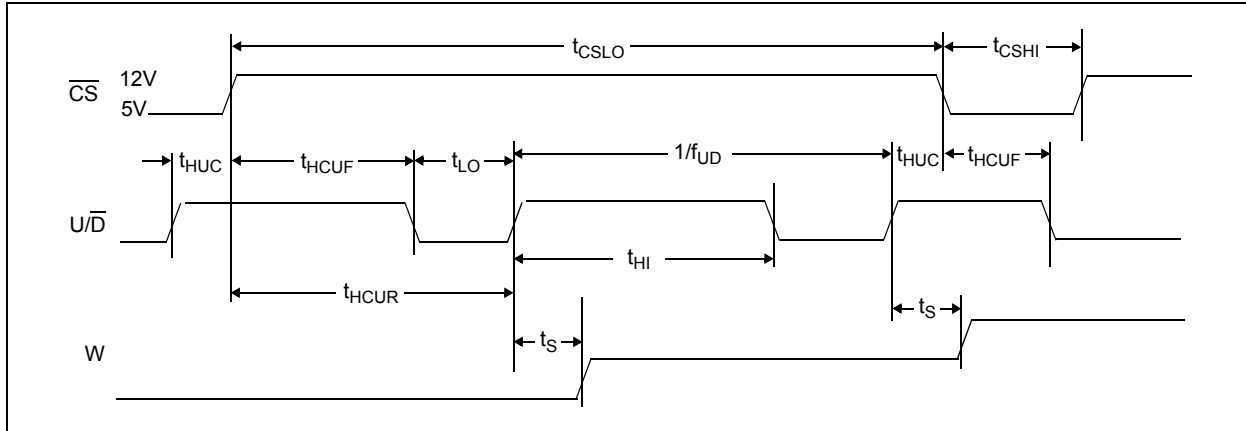 tCSLO
tCSHI
CS 12V
5V
tHUC tHCUF tLO 1/fUD tHUC tHCUF
U/D
tHI
tHCUR
tS
tS
W